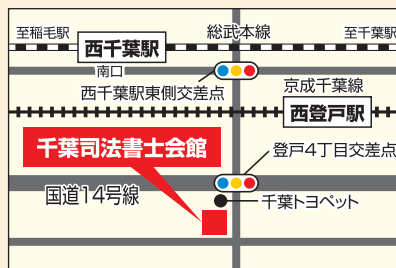 至稲毛駅
西千葉駅
総武本線
至千葉駅
南口
西千葉駅東側交差点
京成千葉線
西登戸駅
千葉司法書士会館
登戸4丁目交差点
国道14号線
千葉トヨペット